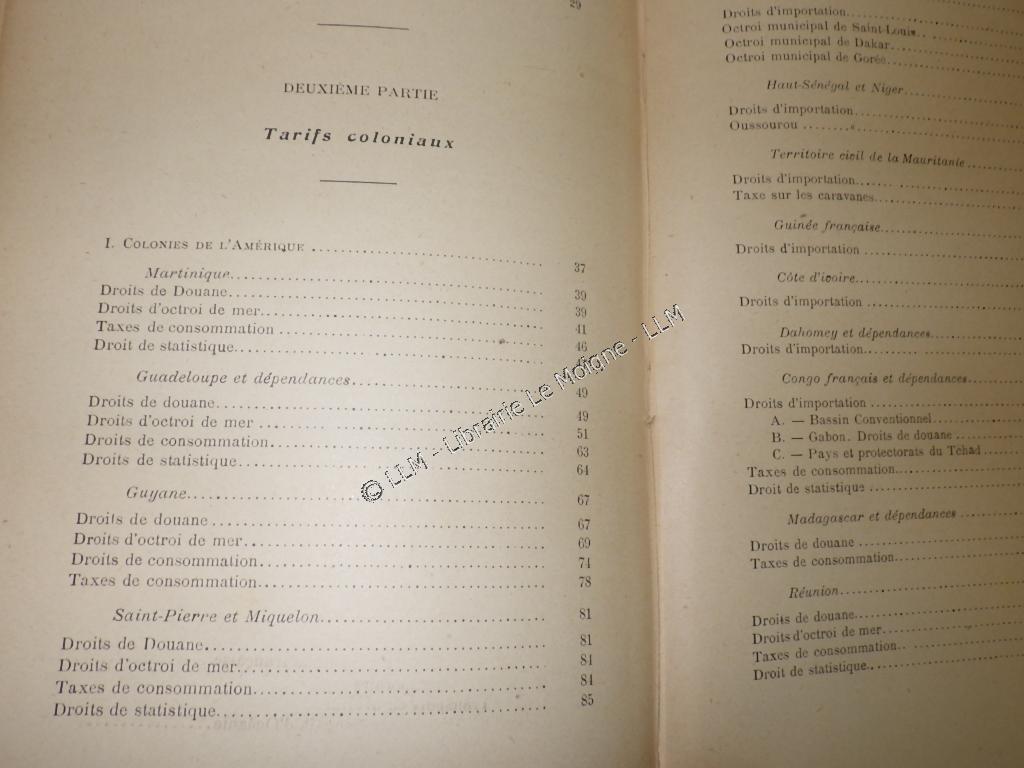 29
DEUXIÈME PARTIE
Tarifs coloniaux
I. COLONIES DE L'AMÉRIQUE .................... 37
Martinique.................... 39
Droits de Douane.................... 39
Droits d'octroi de mer.................... 41
Taxes de consommation .................... 46
Droit de statistique....................
Guadeloupe et dépendances.................... 49
Droits de douane.................... 49
Droits d'octroi de mer .................... 51
Droits de consommation.................... 63
Droits de statistique.................... 64
Guyane.................... 67
Droits de douane .................... 67
Droits d'octroi de mer.................... 69
Droits de consommation.................... 74
Taxes de consommation.................... 78
Saint-Pierre et Miquelon.................... 81
Droits de Douane.................... 81
Droits d'octroi de mer.................... 84
Taxes de consommation.................... 84
Droits de statistique.................... 85
Droits d'importation....................
Octroi municipal de Saint-Louis....................
Octroi municipal de Dakar....................
Octroi municipal de Gorée....................
Haut-Sénégal et Niger....................
Droits d'importation....................
Oussourou ....................
Territoire civil de la Mauritanie ....................
Droits d'importation....................
Taxe sur les caravanes....................
Guinée française....................
Droits d'importation ....................
Côte d'ivoire....................
Droits d'importation ....................
Dahomey et dépendances....................
Droits d'importation....................
Congo français et dépendances....................
Droits d'importation ....................
A. — Bassin Conventionnel....................
B. — Gabon. Droits de douane ....................
C. — Pays et protectorats du Tchad ....................
Taxes de consommation....................
Droit de statistique ....................
Madagascar et dépendances ....................
Droits de douane ....................
Taxes de consommation....................
Réunion....................
Droits de douane....................
Droits d'octroi de mer....................
Taxes de consommation....................
Droit de statistique....................
© LLM - Librairie Le Moigne - LLM